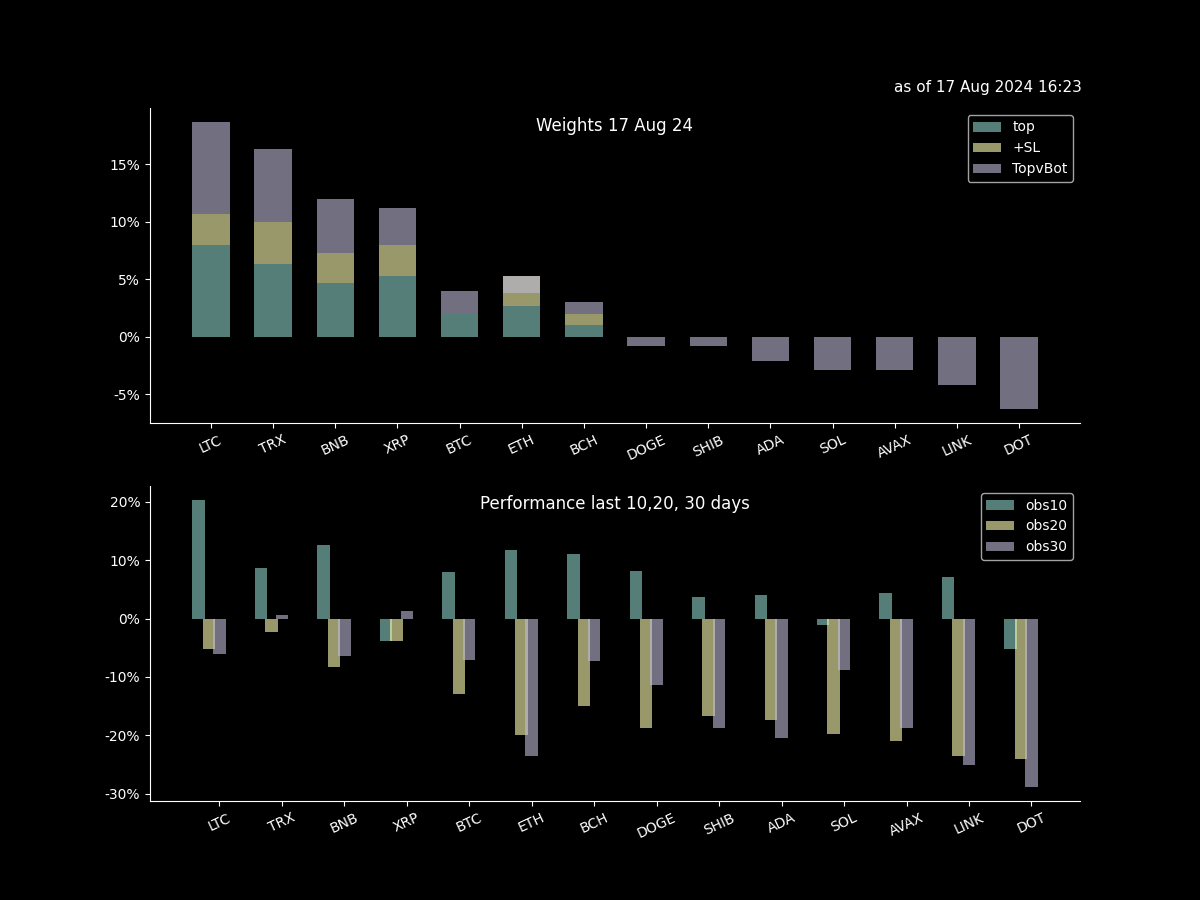 as of 17 Aug 2024 16:23
Weights 17 Aug 24
top
+SL
TopvBot
15%
10%
5%
0%
-5%
LTC TRX BNB XRP BTC ETH BCH DOGE SHIB ADA SOL AVAX LINK DOT
Performance last 10,20, 30 days
obs10
obs20
obs30
20%
10%
0%
-10%
-20%
-30%
LTC TRX BNB XRP BTC ETH BCH DOGE SHIB ADA SOL AVAX LINK DOT